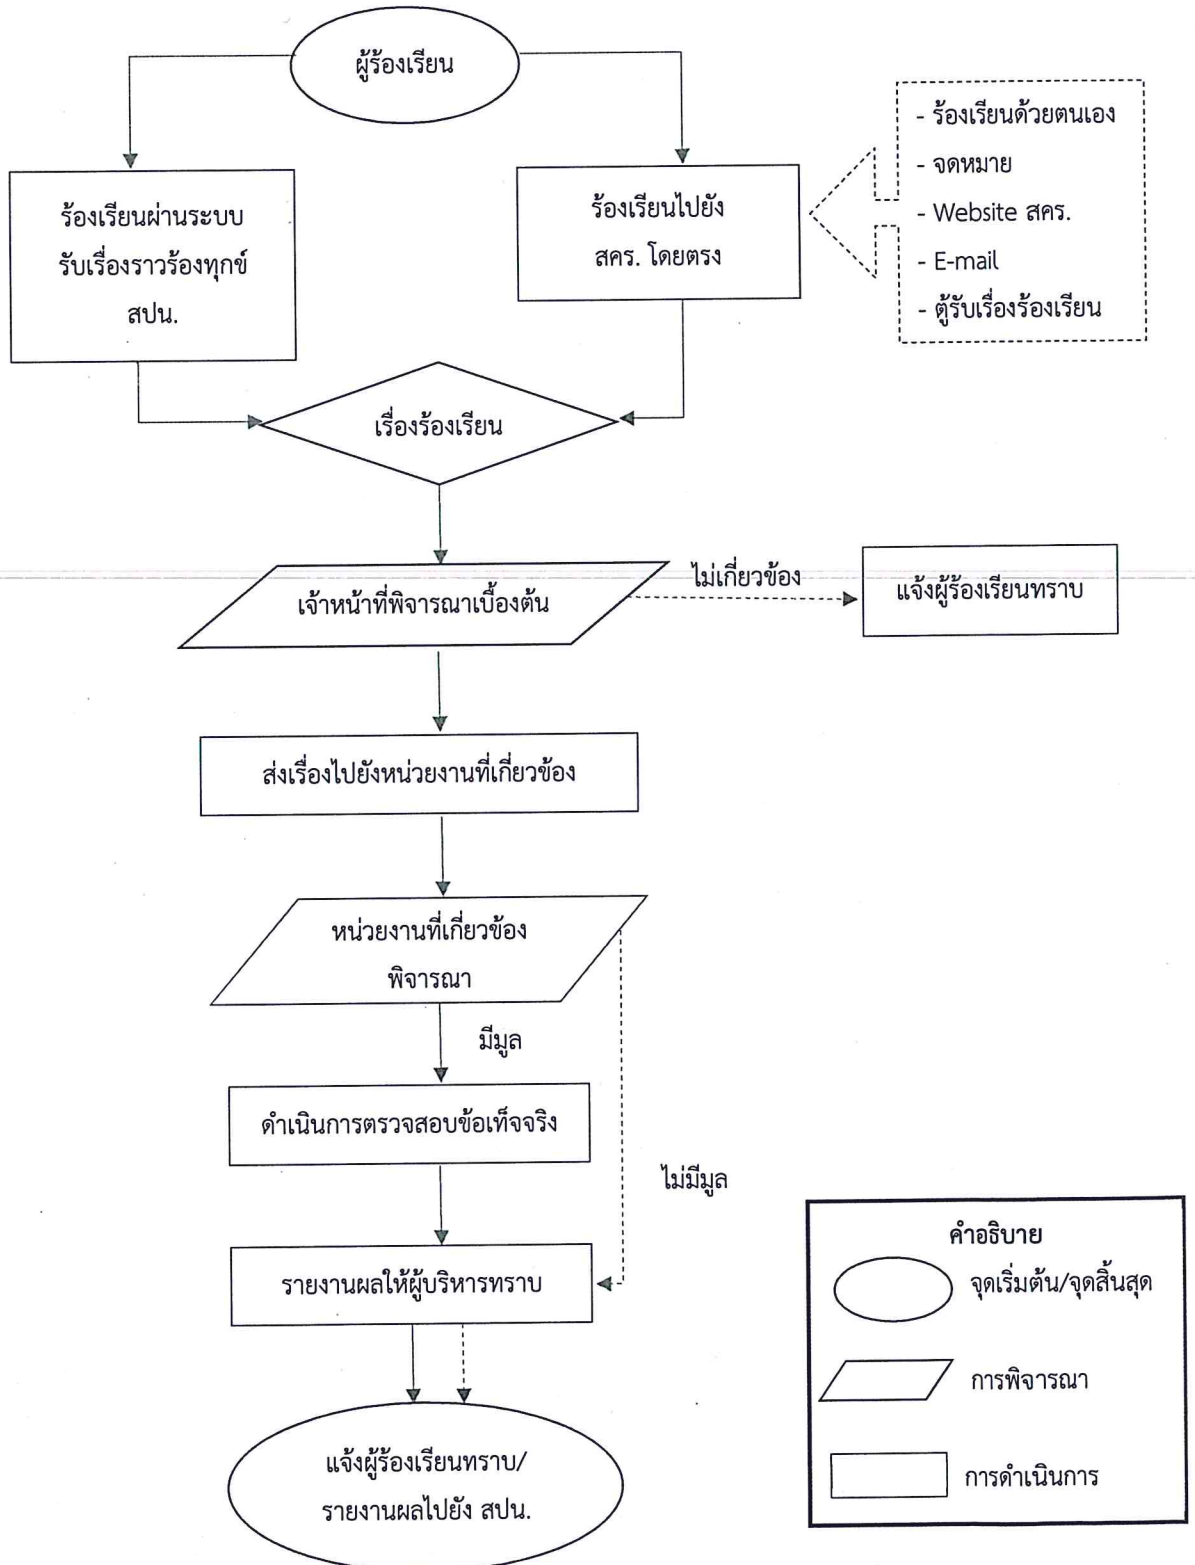 ผู้ร้องเรียน
ร้องเรียนผ่านระบบ
รับเรื่องราวร้องทุกข์
สปน.
ร้องเรียนไปยัง
สคร. โดยตรง
- ร้องเรียนด้วยตนเอง
- จดหมาย
- Website สคร.
- E-mail
- ตู้รับเรื่องร้องเรียน
เรื่องร้องเรียน
เจ้าหน้าที่พิจารณาเบื้องต้น
ไม่เกี่ยวข้อง
แจ้งผู้ร้องเรียนทราบ
ส่งเรื่องไปยังหน่วยงานที่เกี่ยวข้อง
หน่วยงานที่เกี่ยวข้อง
พิจารณา
มีมูล
ดำเนินการตรวจสอบข้อเท็จจริง
ไม่มีมูล
รายงานผลให้ผู้บริหารทราบ
แจ้งผู้ร้องเรียนทราบ/
รายงานผลไปยัง สปน.
คำอธิบาย
จุดเริ่มต้น/จุดสิ้นสุด
การพิจารณา
การดำเนินการ